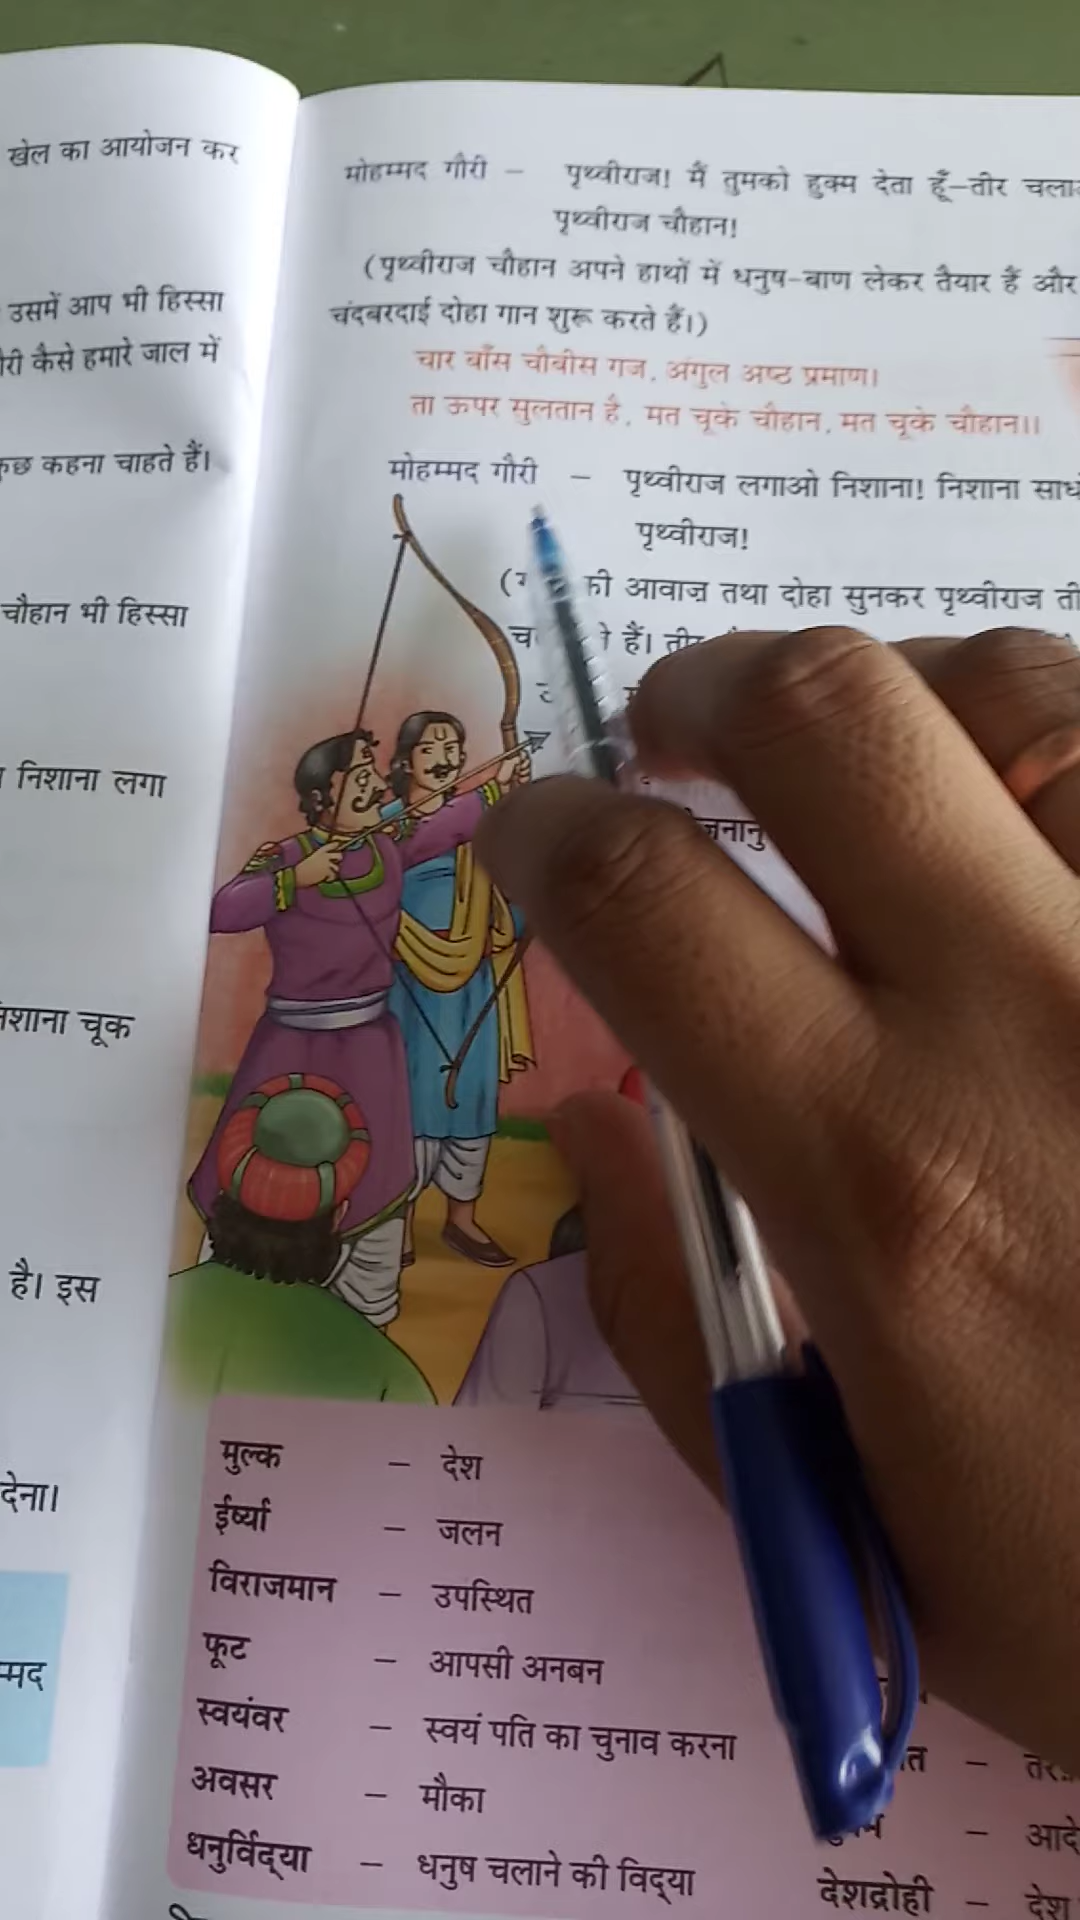 खेल का आयोजन कर
उसमें आप भी हिस्सा
कैसे हमारे जाल में
कहना चाहते हैं।
चौहान भी हिस्सा
निशाना लगा
चूक
है। इस
देना।
मोहम्मद गौरी – पृथ्वीराज! मैं तुमको हुक्म देता हूँ–तीर
पृथ्वीराज चौहान!
(पृथ्वीराज चौहान अपने हाथों में धनुष-बाण लेकर तैयार हैं और
चंदबरदाई दोहा गान शुरू करते हैं।)
चार बाँस चौबीस गज, अंगुल अष्ठ प्रमाण।
ता ऊपर सुलतान है, मत चूके चौहान, मत चूके चौहान।।
मोहम्मद गौरी – पृथ्वीराज लगाओ निशाना! निशाना
पृथ्वीराज!
की आवाज़ तथा दोहा सुनकर पृथ्वीराज
हैं।
मुल्क – देश
ईर्ष्या – जलन
विराजमान – उपस्थित
फूट – आपसी अनबन
स्वयंवर – स्वयं पति का चुनाव करना
अवसर – मौका
धनुर्विद्या – धनुष चलाने की विद्या
देशद्रोही – देश